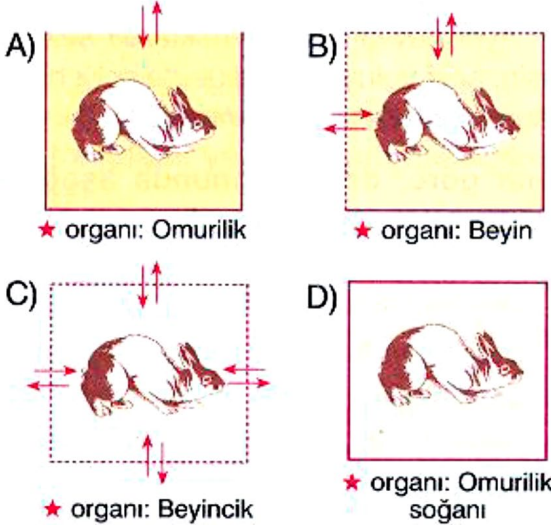 A)
B)
★ organı: Omurilik
★ organı: Beyin
C)
D)
★ organı: Beyincik
★ organı: Omurilik
soğanı